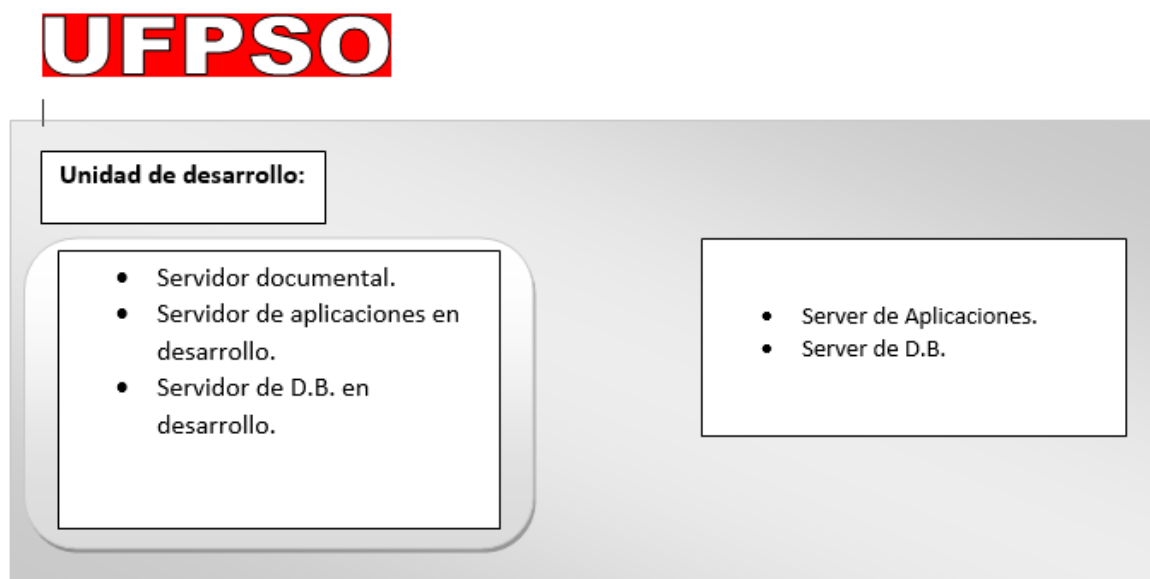 UFPSO
Unidad de desarrollo:
• Servidor documental.
• Servidor de aplicaciones en
desarrollo.
• Servidor de D.B. en
desarrollo.
• Server de Aplicaciones.
• Server de D.B.